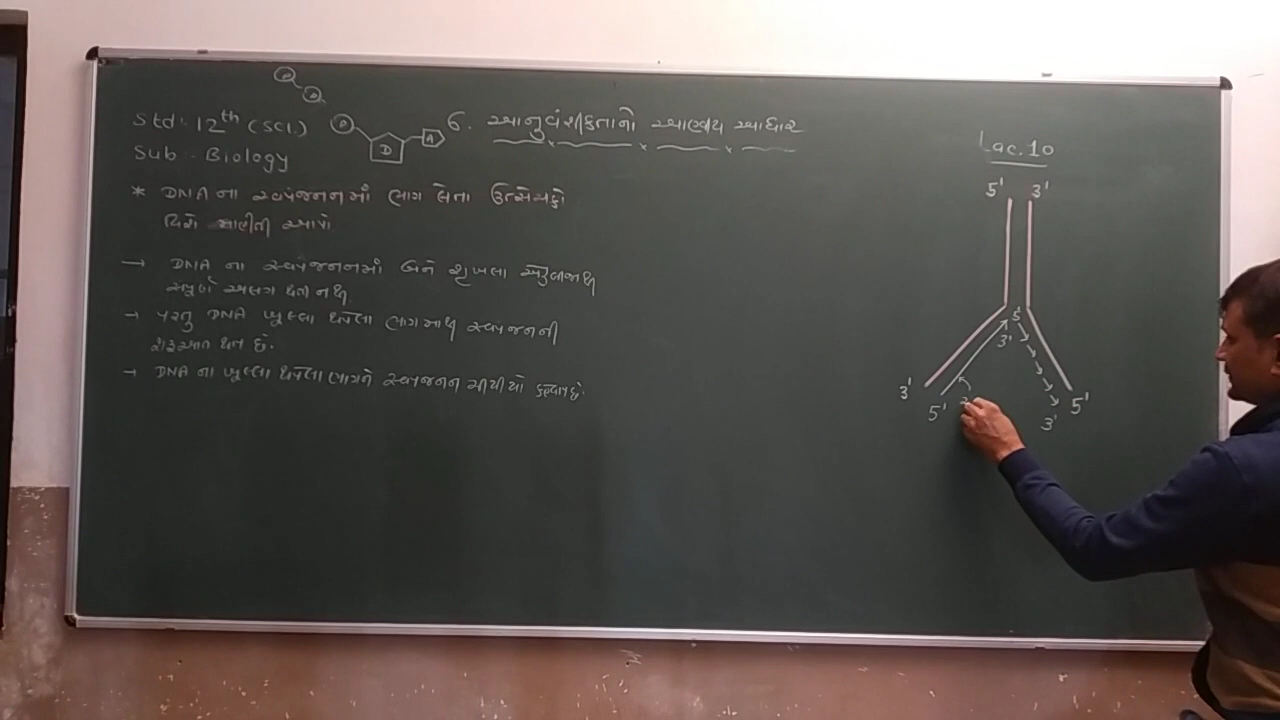 Std:- 12th (Sci.)
Sub:- Biology
6. આનુવંશીકતાનો આણ્વીય આધાર
Lac. 10
P
D
P
D
A
* DNA ના સ્વયંજનનમાં ભાગ લેતા ઉત્સેચકો
વિશે માહીતી આપો
→ DNA ના સ્વયંજનનમાં બંને શૃંખલા
સંપૂર્ણ અલગ થતી નથી
→ પરંતુ DNA ખુલ્લા થયેલા ભાગમાંથી સ્વયંજનનની
શરૂઆત થાય છે.
→ DNA ના ખુલ્લા થયેલા ભાગને સ્વયંજનન ચીપીયો કહેવાય છે.
5' 3'
5'
3'
3'
5'
3'
5'